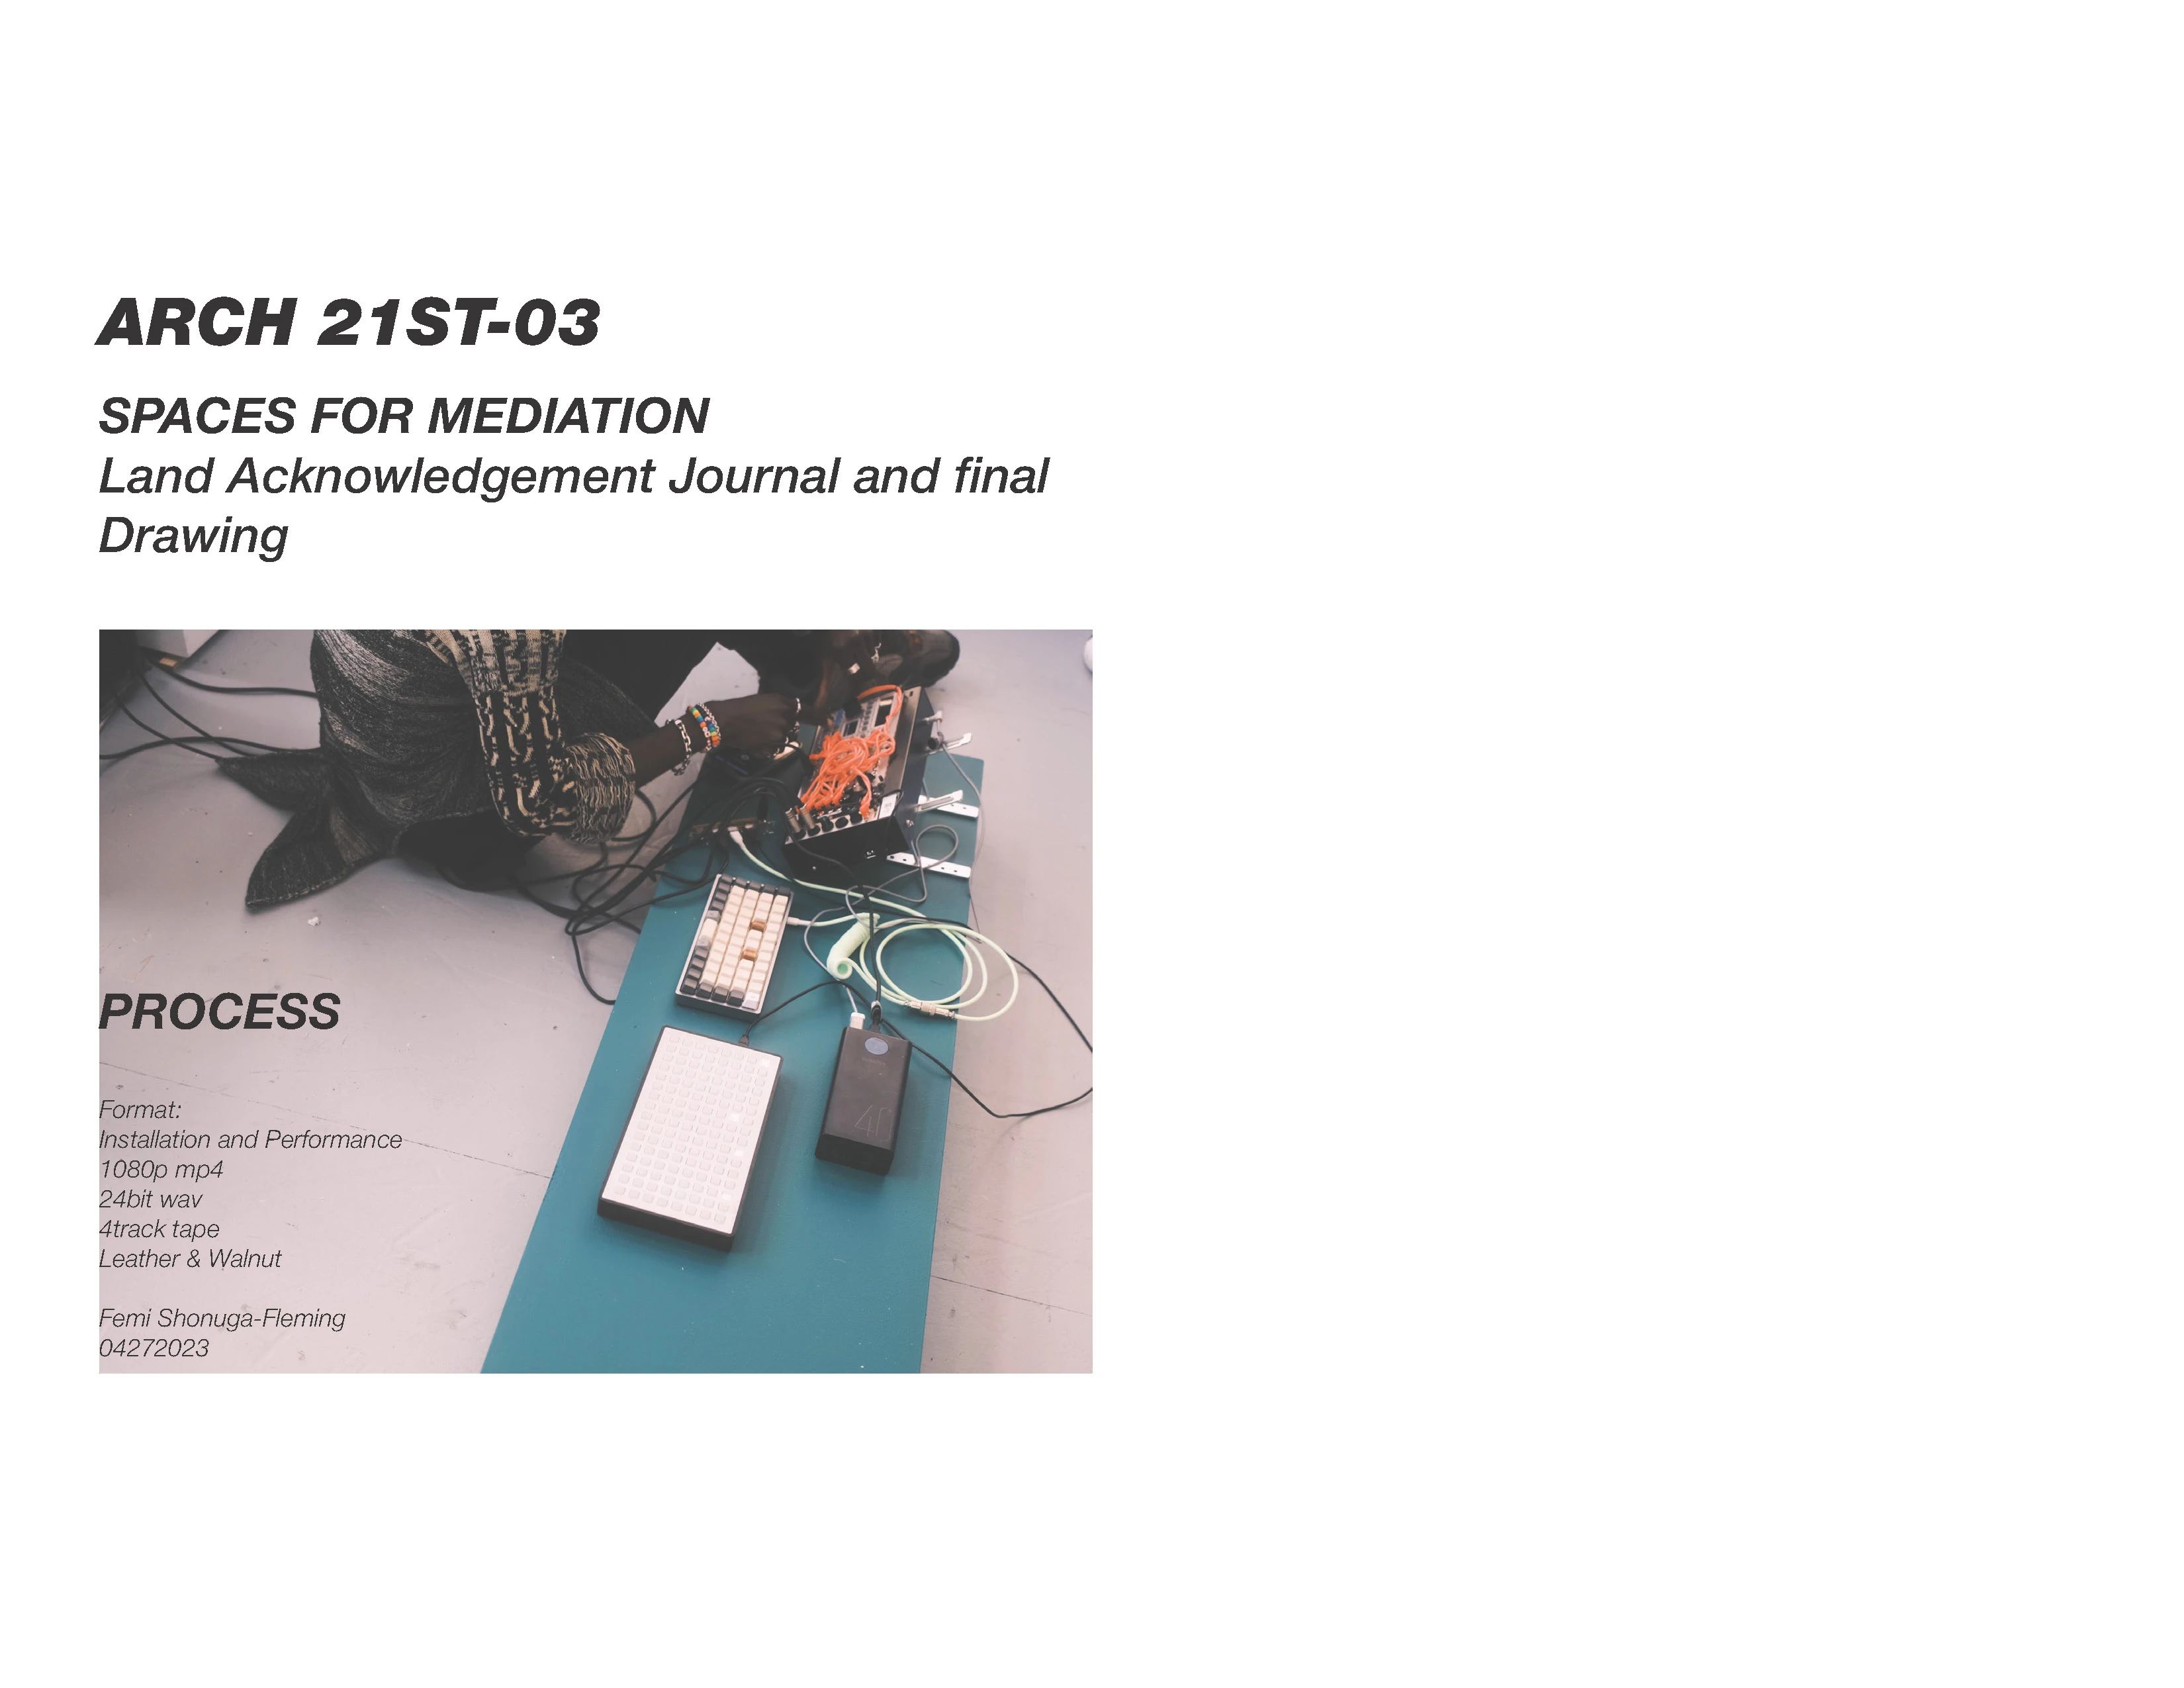 ARCH 21ST-03
SPACES FOR MEDIATION
Land Acknowledgement Journal and final
Drawing
PROCESS
Format:
Installation and Performance
1080p mp4
24bit wav
4track tape
Leather & Walnut
Femi Shonuga-Fleming
04272023